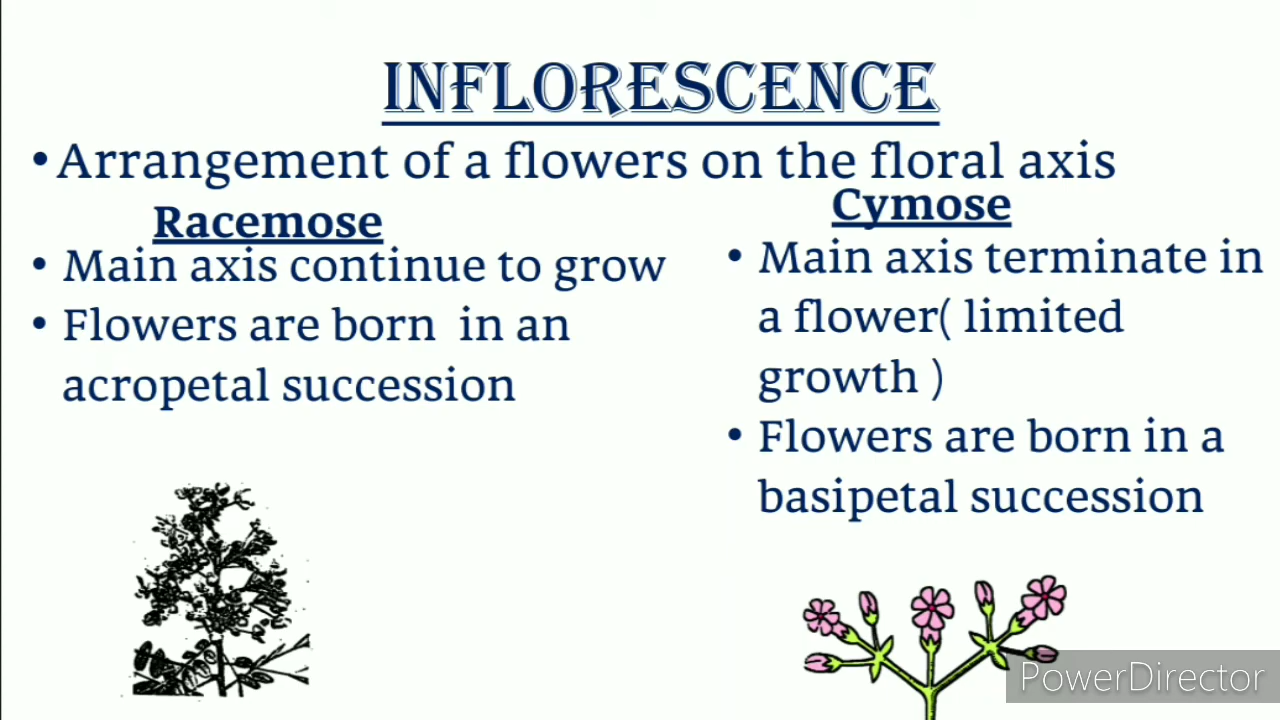 INFLORESCENCE
• Arrangement of a flowers on the floral axis
Racemose
• Main axis continue to grow
• Flowers are born in an
acropetal succession
Cymose
• Main axis terminate in
a flower( limited
growth )
• Flowers are born in a
basipetal succession
PowerDirector